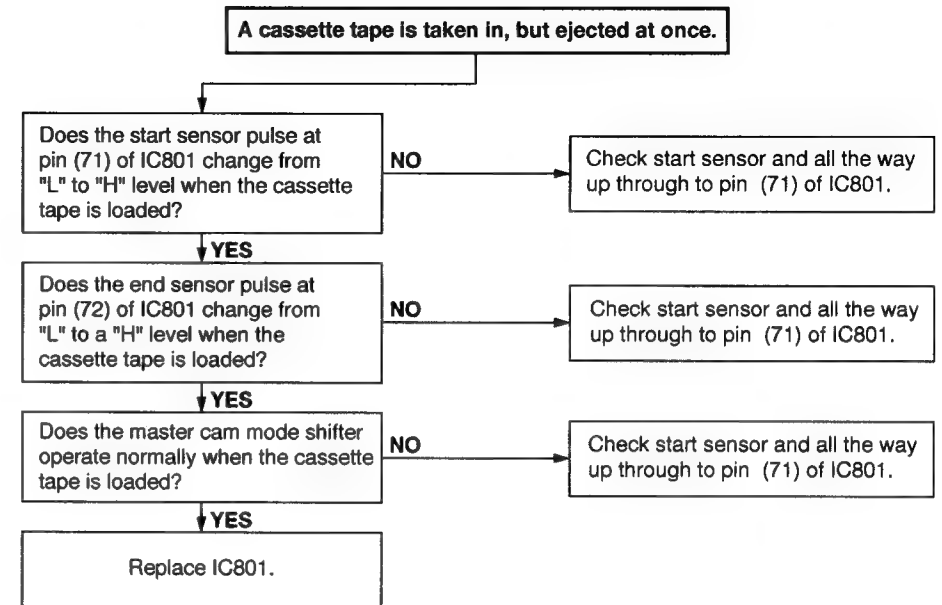 A cassette tape is taken in, but ejected at once.
Does the start sensor pulse at
pin (71) of IC801 change from
"L" to "H" level when the cassette
tape is loaded?
NO
Check start sensor and all the way
up through to pin (71) of IC801.
YES
Does the end sensor pulse at
pin (72) of IC801 change from
"L" to a "H" level when the
cassette tape is loaded?
NO
Check start sensor and all the way
up through to pin (71) of IC801.
YES
Does the master cam mode shifter
operate normally when the cassette
tape is loaded?
NO
Check start sensor and all the way
up through to pin (71) of IC801.
YES
Replace IC801.